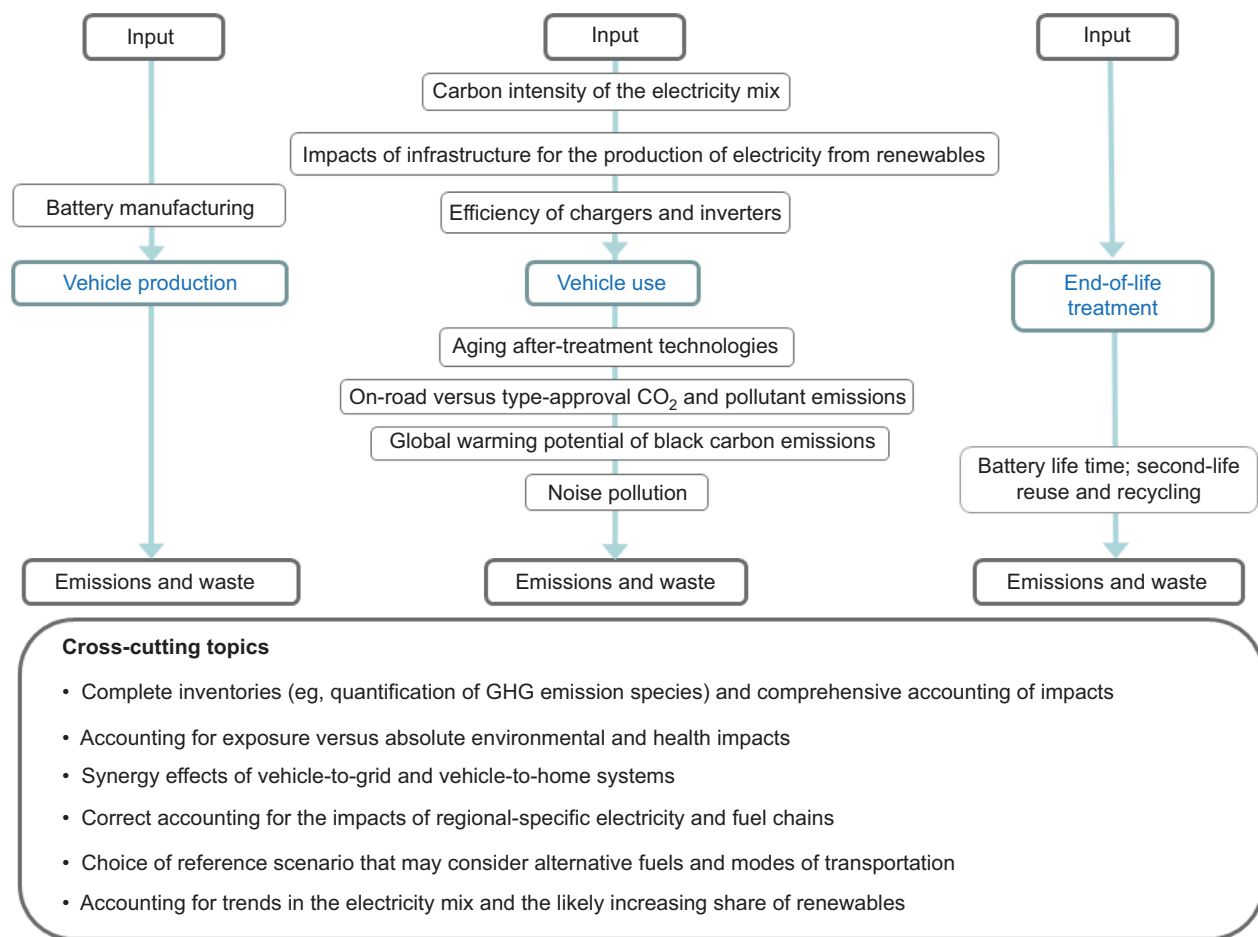 Input
Input
Input
Carbon intensity of the electricity mix
Impacts of infrastructure for the production of electricity from renewables
Battery manufacturing
Efficiency of chargers and inverters
Vehicle production
Vehicle use
End-of-life
treatment
Aging after-treatment technologies
On-road versus type-approval CO₂ and pollutant emissions
Global warming potential of black carbon emissions
Battery life time; second-life
reuse and recycling
Noise pollution
Emissions and waste
Emissions and waste
Emissions and waste
Cross-cutting topics
• Complete inventories (eg, quantification of GHG emission species) and comprehensive accounting of impacts
• Accounting for exposure versus absolute environmental and health impacts
• Synergy effects of vehicle-to-grid and vehicle-to-home systems
• Correct accounting for the impacts of regional-specific electricity and fuel chains
• Choice of reference scenario that may consider alternative fuels and modes of transportation
• Accounting for trends in the electricity mix and the likely increasing share of renewables